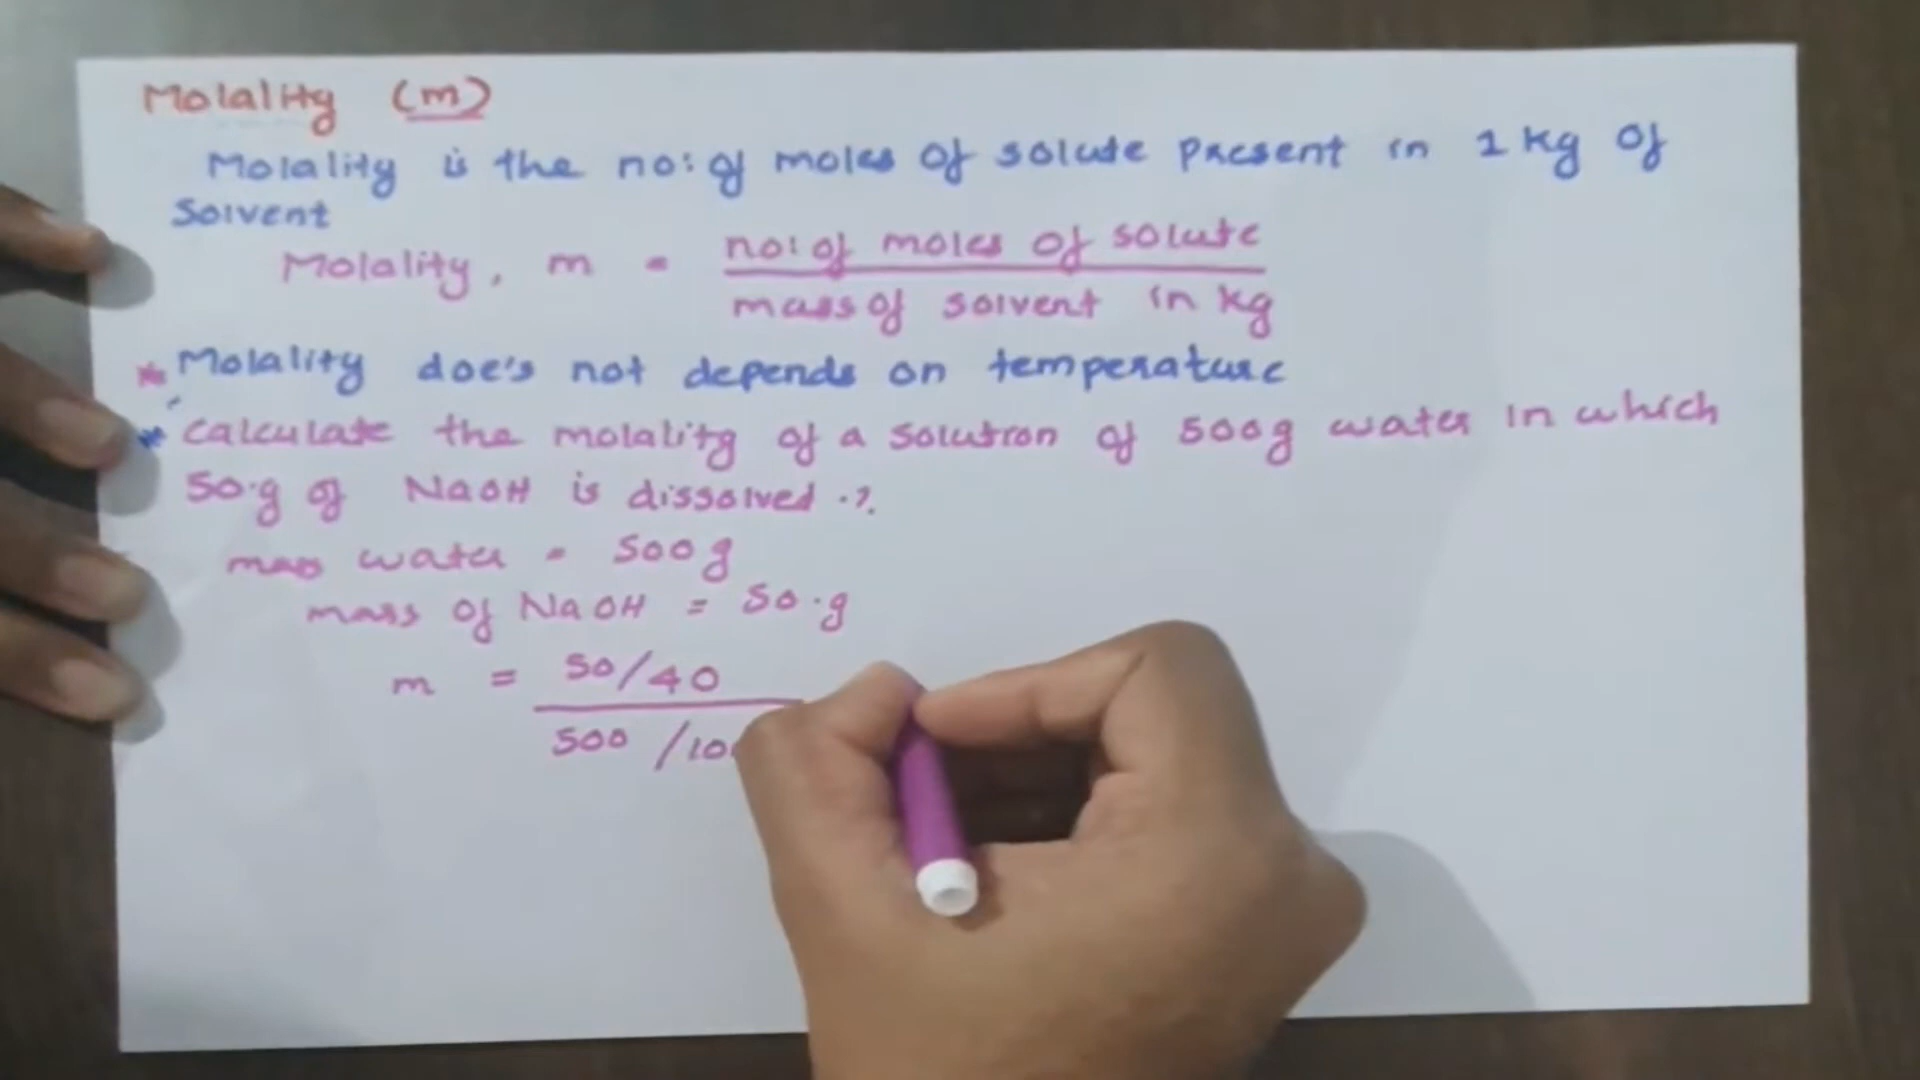 Molality (m)
Molality is the no: of moles of solute present in 1 kg of
Solvent
Molality, m = no: of moles of solute
mass of solvent in kg
* Molality doe's not depends on temperature
* Calculate the molality of a solution of 500g water in which
50.g of NaOH is dissolved .?.
mass water = 500g
mass of NaOH = 50.g
m = 50/40
500 /10